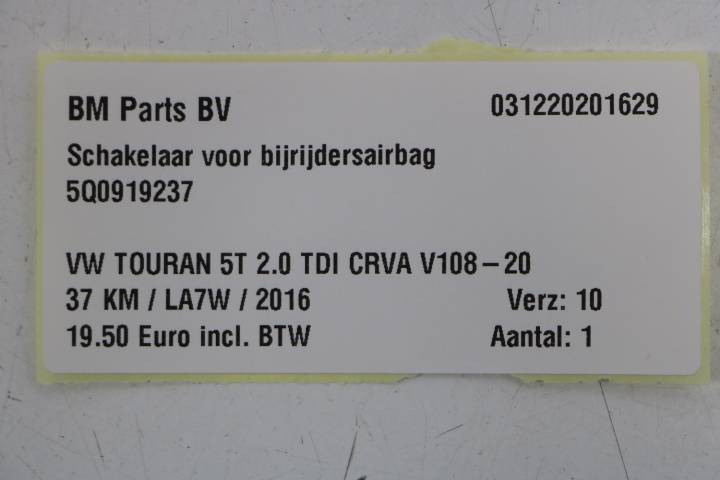 BM Parts BV 031220201629
Schakelaar voor bijrijdersairbag
5Q0919237
VW TOURAN 5T 2.0 TDI CRVA V108-20
37 KM / LA7W / 2016 Verz: 10
19.50 Euro incl. BTW Aantal: 1